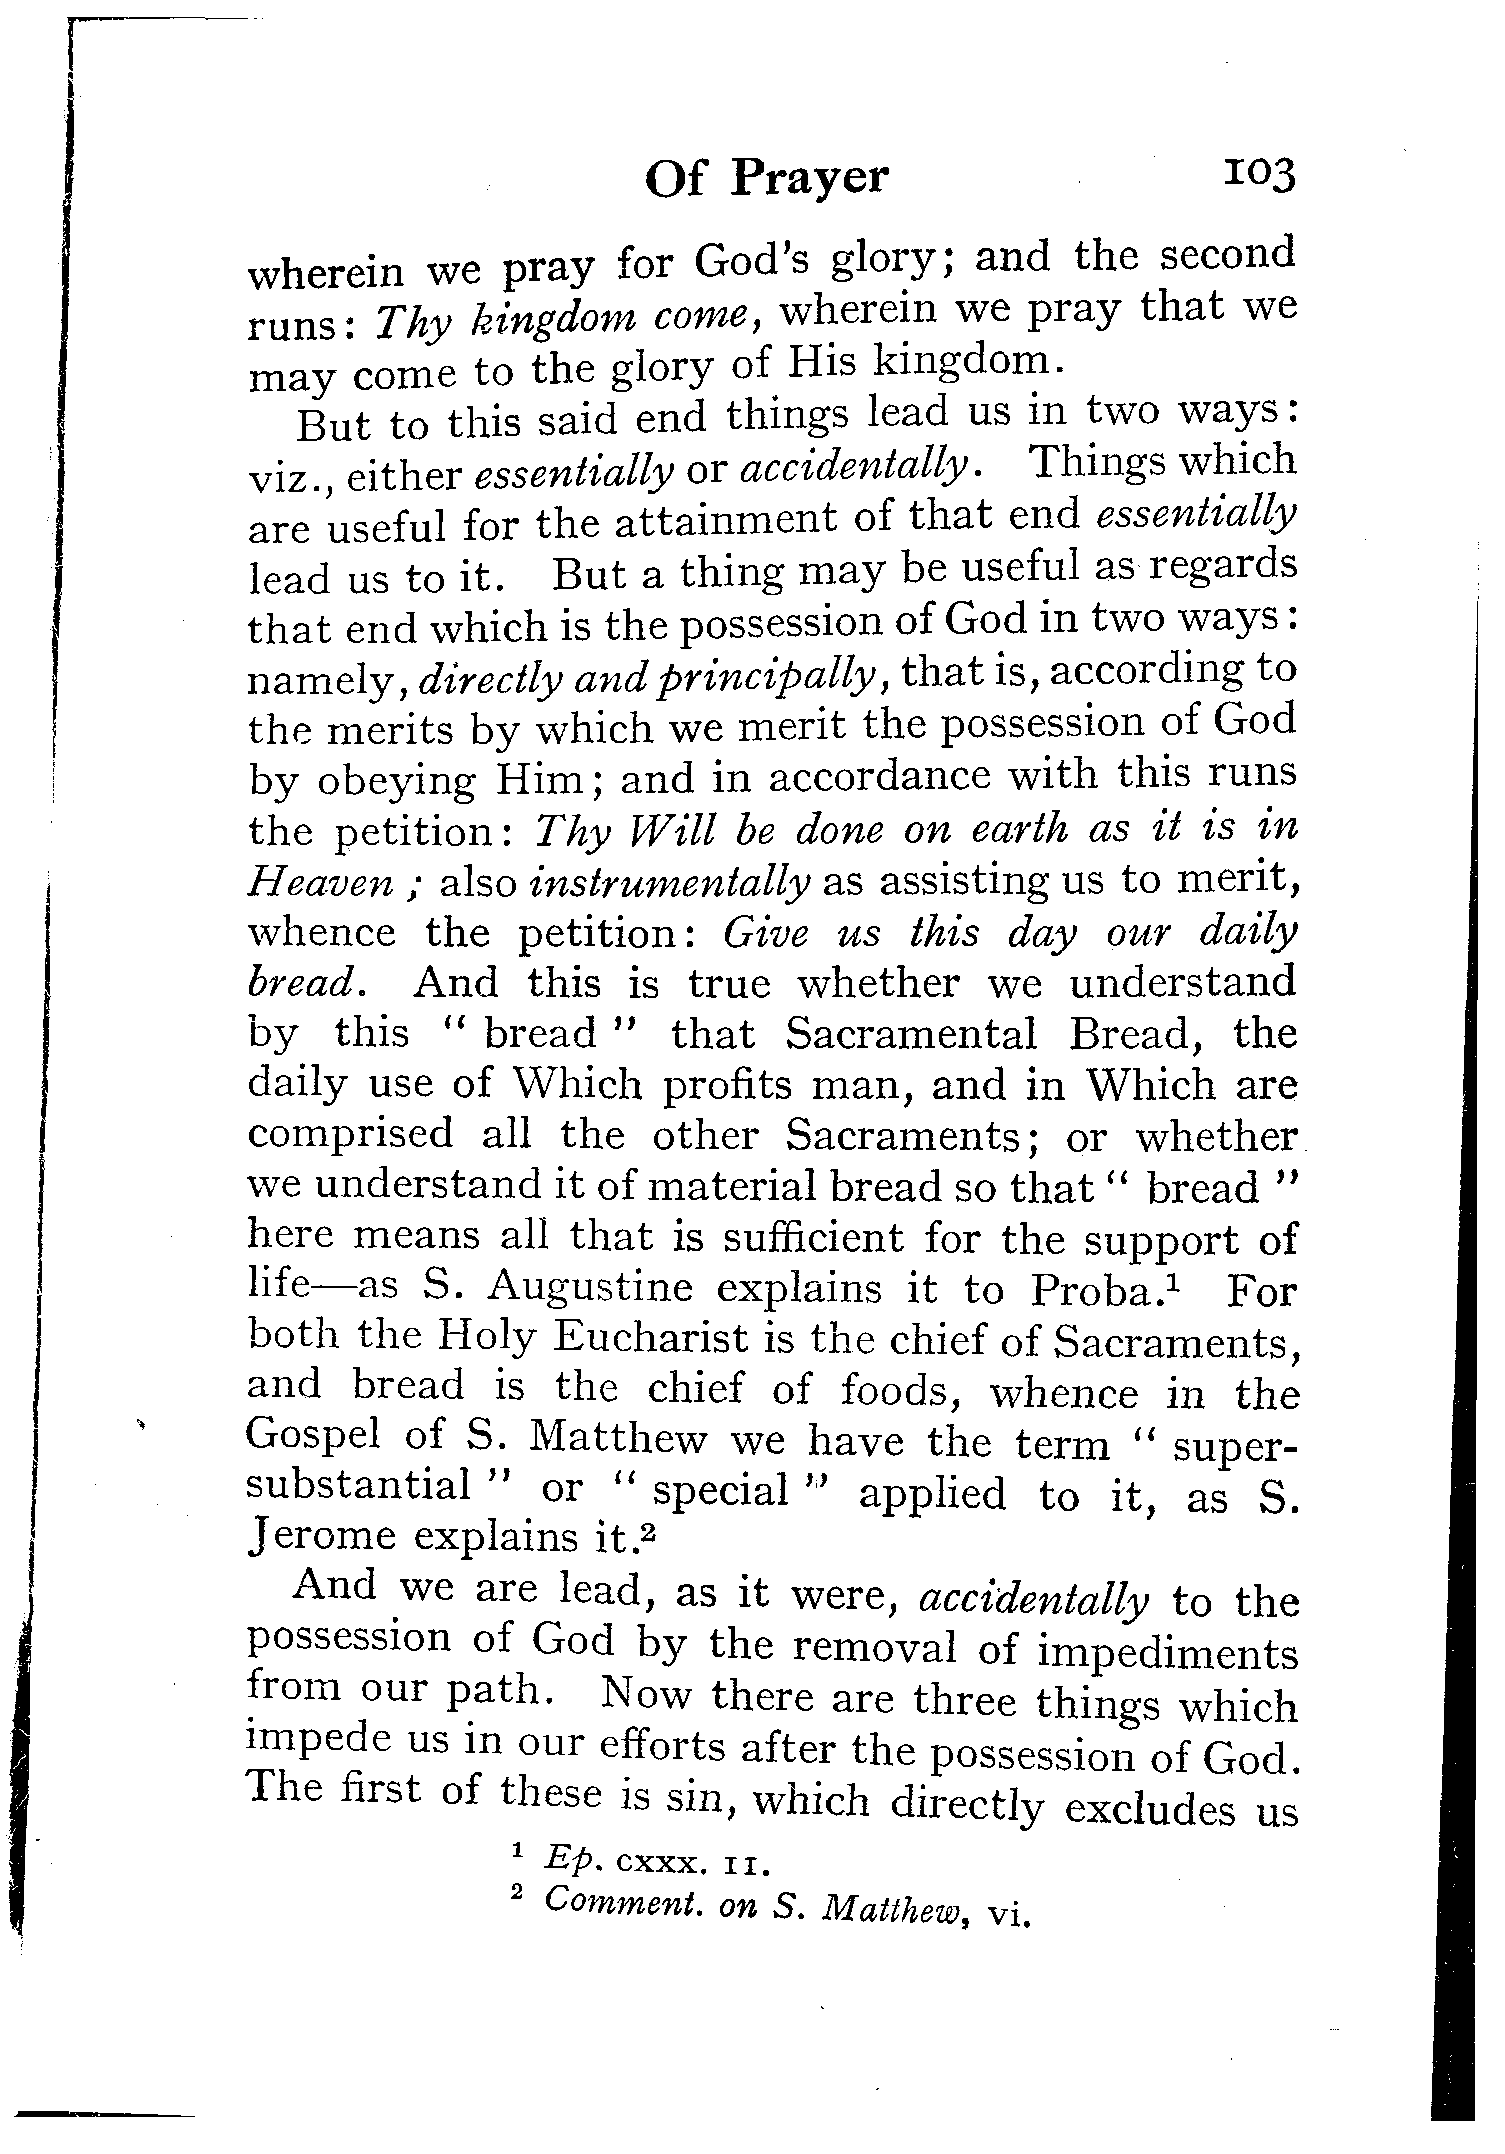 Of Prayer 103
wherein we pray for God's glory; and the second
runs: Thy kingdom come, wherein we pray that we
may come to the glory of His kingdom.
But to this said end things lead us in two ways:
viz., either essentially or accidentally. Things which
are useful for the attainment of that end essentially
lead us to it. But a thing may be useful as regards
that end which is the possession of God in two ways:
namely, directly and principally, that is, according to
the merits by which we merit the possession of God
by obeying Him; and in accordance with this runs
the petition: Thy Will be done on earth as it is in
Heaven ; also instrumentally as assisting us to merit,
whence the petition: Give us this day our daily
bread. And this is true whether we understand
by this " bread " that Sacramental Bread, the
daily use of Which profits man, and in Which are
comprised all the other Sacraments; or whether
we understand it of material bread so that " bread "
here means all that is sufficient for the support of
life—as S. Augustine explains it to Proba.¹ For
both the Holy Eucharist is the chief of Sacraments,
and bread is the chief of foods, whence in the
Gospel of S. Matthew we have the term " super-
substantial " or " special " applied to it, as S.
Jerome explains it.²
And we are lead, as it were, accidentally to the
possession of God by the removal of impediments
from our path. Now there are three things which
impede us in our efforts after the possession of God.
The first of these is sin, which directly excludes us
¹ Ep. cxxx. 11.
² Comment. on S. Matthew, vi.